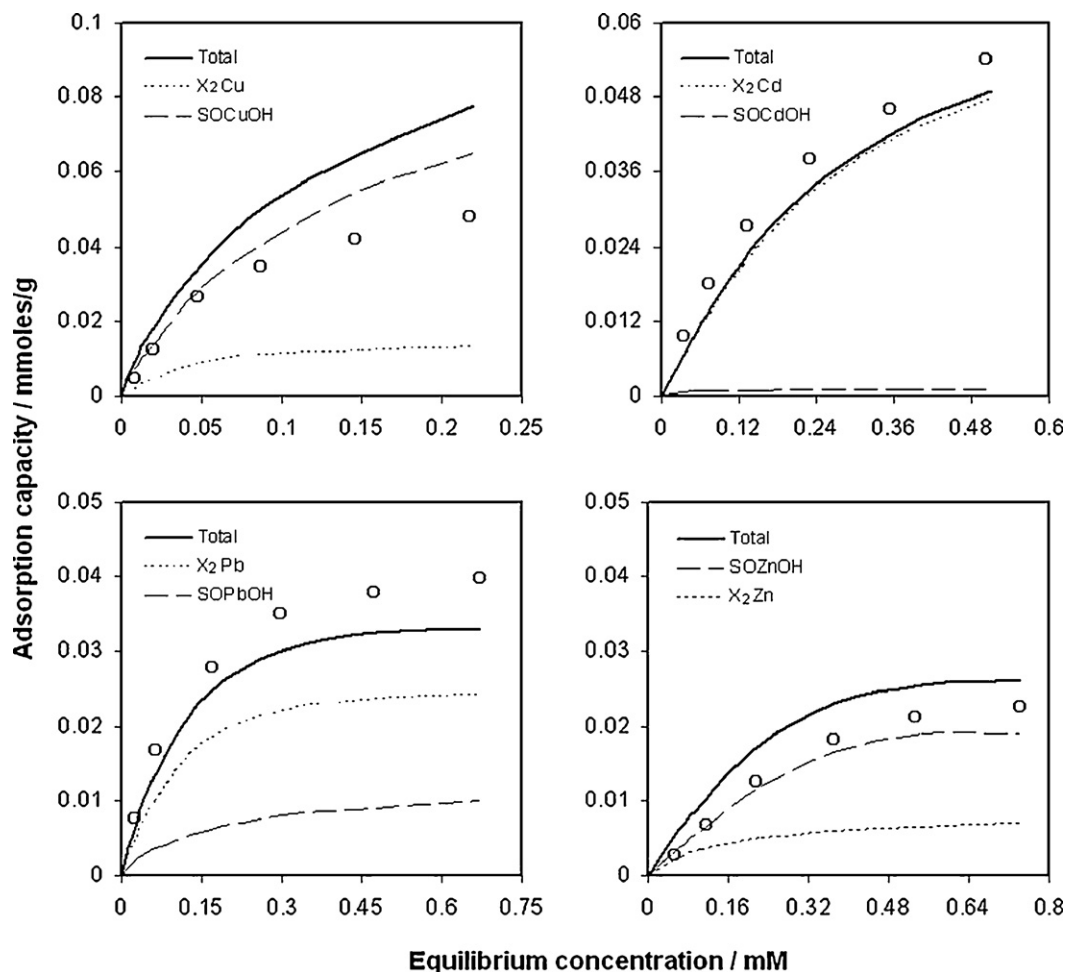 0.1
0.08
0.06
0.04
0.02
0
0 0.05 0.1 0.15 0.2 0.25
Total
X₂Cu
SOCuOH
0.06
0.048
0.036
0.024
0.012
0
0 0.12 0.24 0.36 0.48 0.6
Total
X₂Cd
SOCdOH
Adsorption capacity / mmoles/g
0.05
0.04
0.03
0.02
0.01
0
0 0.15 0.3 0.45 0.6 0.75
Total
X₂Pb
SOPbOH
0.05
0.04
0.03
0.02
0.01
0
0 0.16 0.32 0.48 0.64 0.8
Total
SOZnOH
X₂Zn
Equilibrium concentration / mM